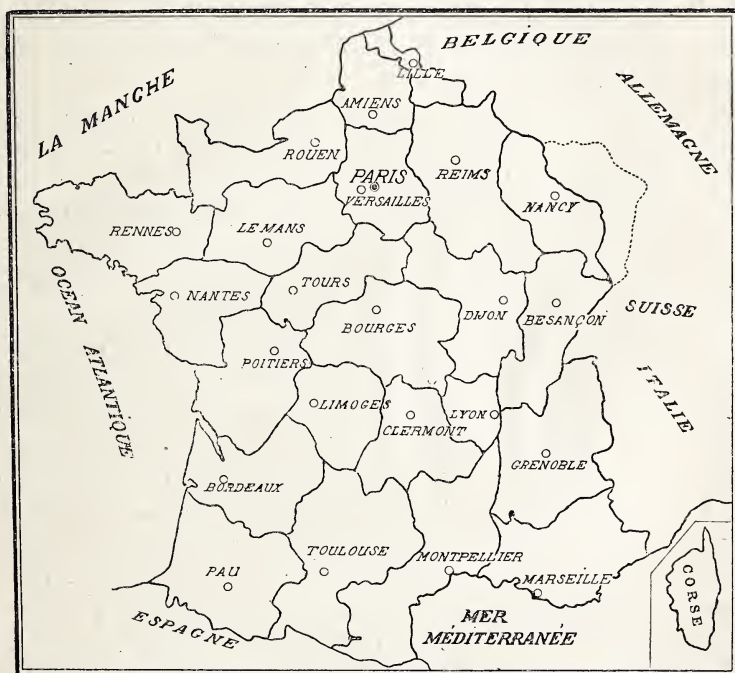 BELGIQUE
LILLE
ALLEMAGNE
LA MANCHE
AMIENS
ROUEN
PARIS
VERSAILLES
REIMS
NANCY
RENNES
LE MANS
OCÉAN ATLANTIQUE
NANTES
TOURS
BOURGES
DIJON
BESANÇON
SUISSE
POITIERS
ITALIE
LIMOGES
CLERMONT
LYON
GRENOBLE
BORDEAUX
PAU
TOULOUSE
MONTPELLIER
MARSEILLE
CORSE
ESPAGNE
MER
MÉDITERRANÉE